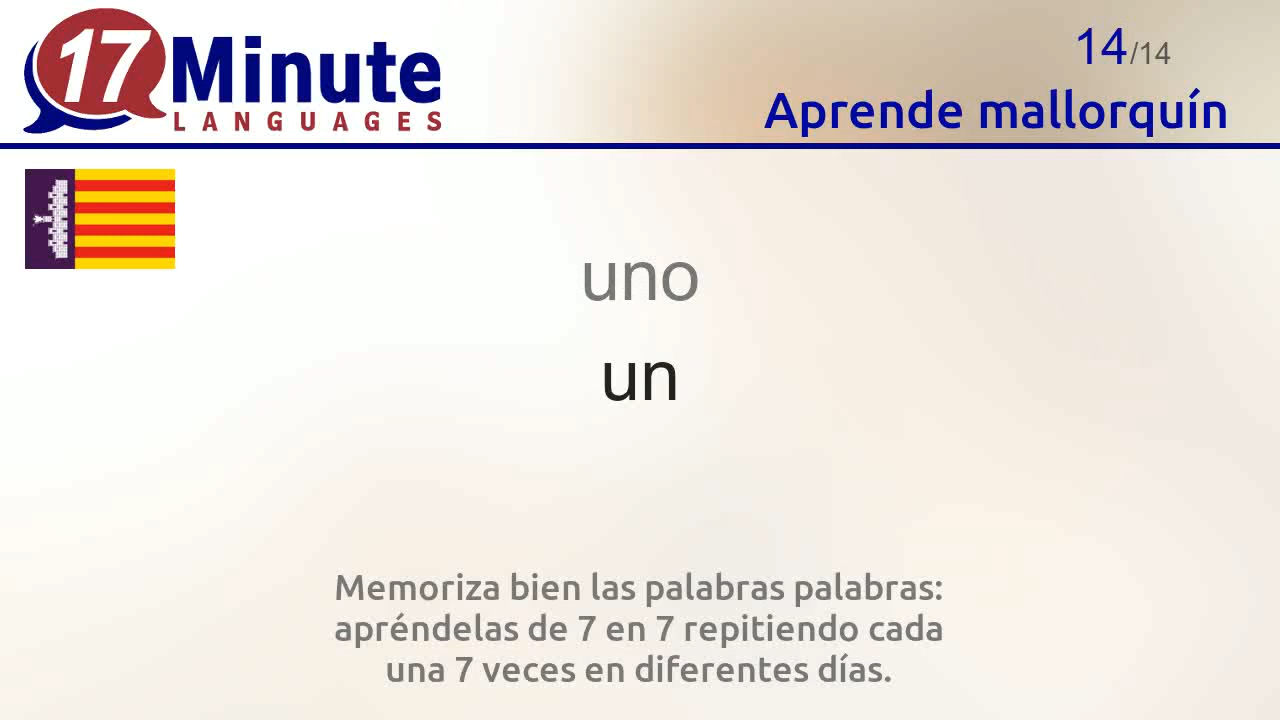 17 Minute
LANGUAGES
14/14
Aprende mallorquín
uno
un
Memoriza bien las palabras palabras:
apréndelas de 7 en 7 repitiendo cada
una 7 veces en diferentes días.